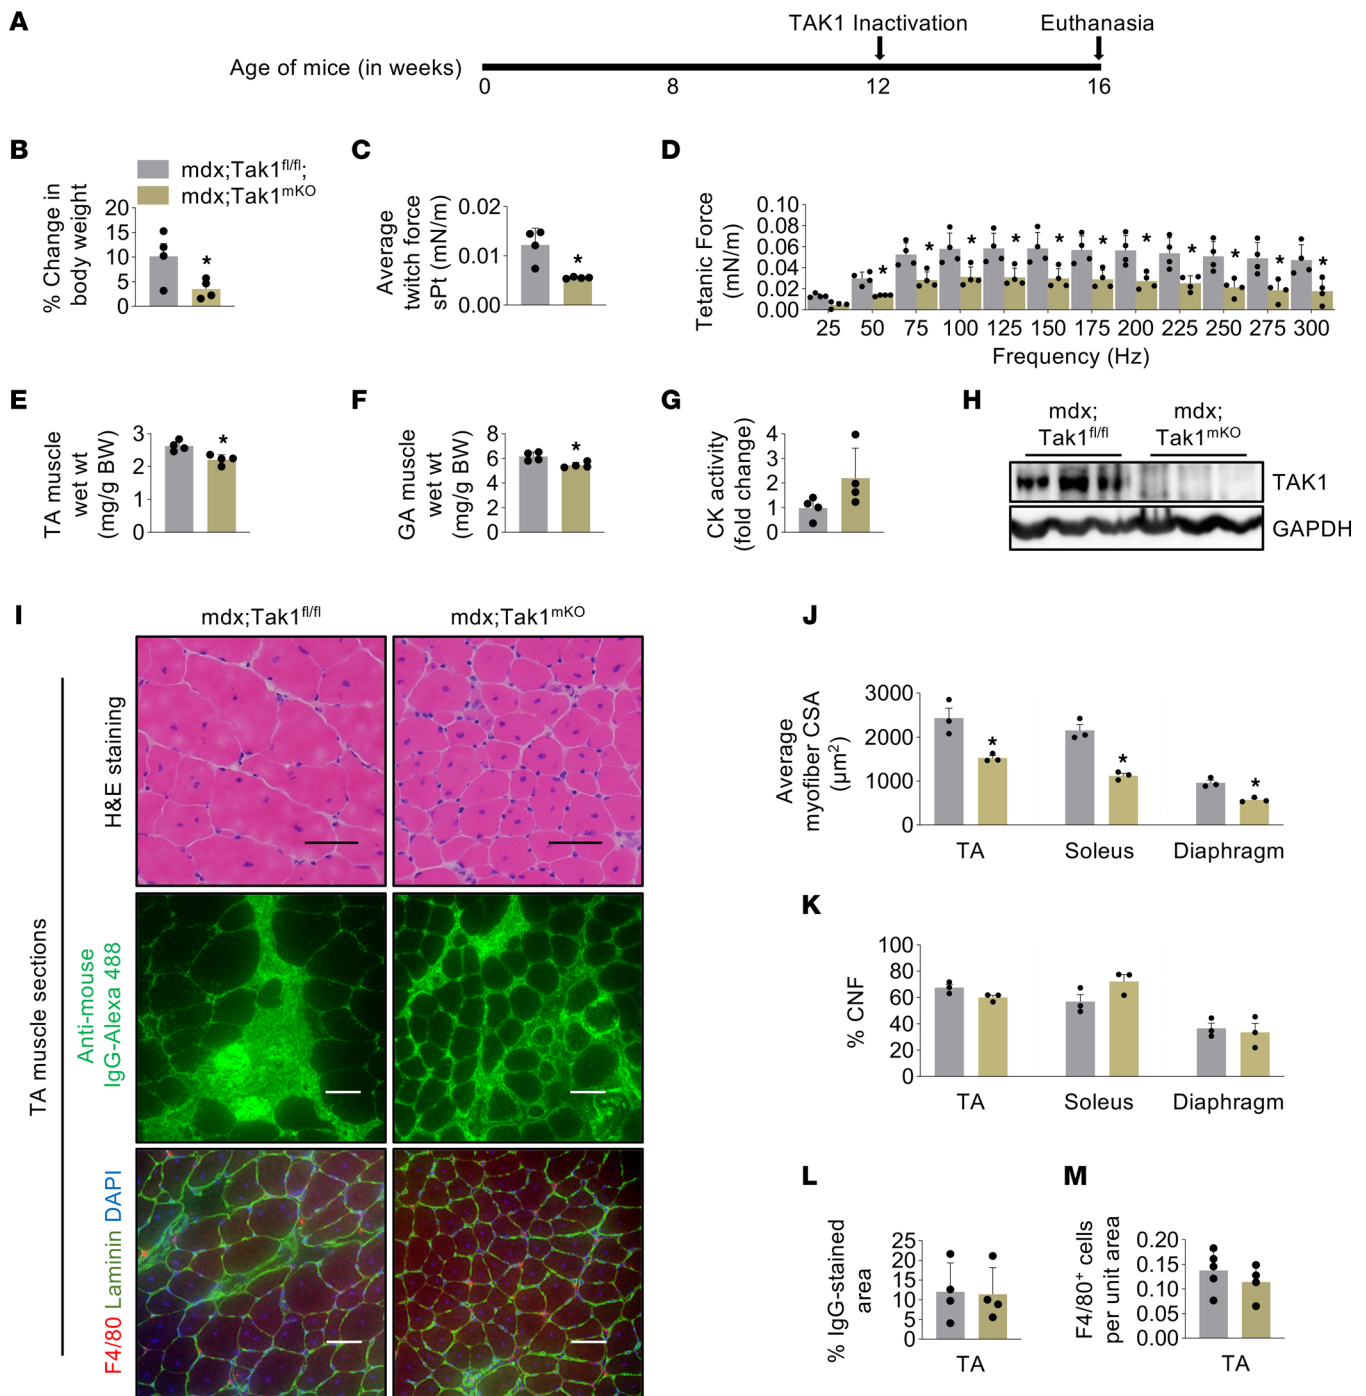 A
TAK1 Inactivation
Euthanasia
Age of mice (in weeks)
0
8
12
16
B
mdx;Tak1fl/fl;
mdx;Tak1mKO
% Change in
body weight
20
15
10
5
0
*
C
Average
twitch force
sPt (mN/m)
0.02
0.01
0.00
*
D
Tetanic Force
(mN/m)
0.10
0.08
0.06
0.04
0.02
0.00
* * * * * * * * * * *
25 50 75 100 125 150 175 200 225 250 275 300
Frequency (Hz)
E
TA muscle
wet wt
(mg/g BW)
3
2
1
0
*
F
GA muscle
wet wt
(mg/g BW)
8
6
4
2
0
*
G
CK activity
(fold change)
4
3
2
1
0
H
mdx;
Tak1fl/fl
mdx;
Tak1mKO
TAK1
GAPDH
I
mdx;Tak1fl/fl
mdx;Tak1mKO
TA muscle sections
H&E staining
Anti-mouse
IgG-Alexa 488
F4/80 Laminin DAPI
J
Average
myofiber CSA
(µm2)
3000
2000
1000
0
* * *
TA Soleus Diaphragm
K
% CNF
100
80
60
40
20
0
TA Soleus Diaphragm
L
% IgG-stained
area
25
20
15
10
5
0
TA
M
F4/80+ cells
per unit area
0.20
0.15
0.10
0.05
0.00
TA